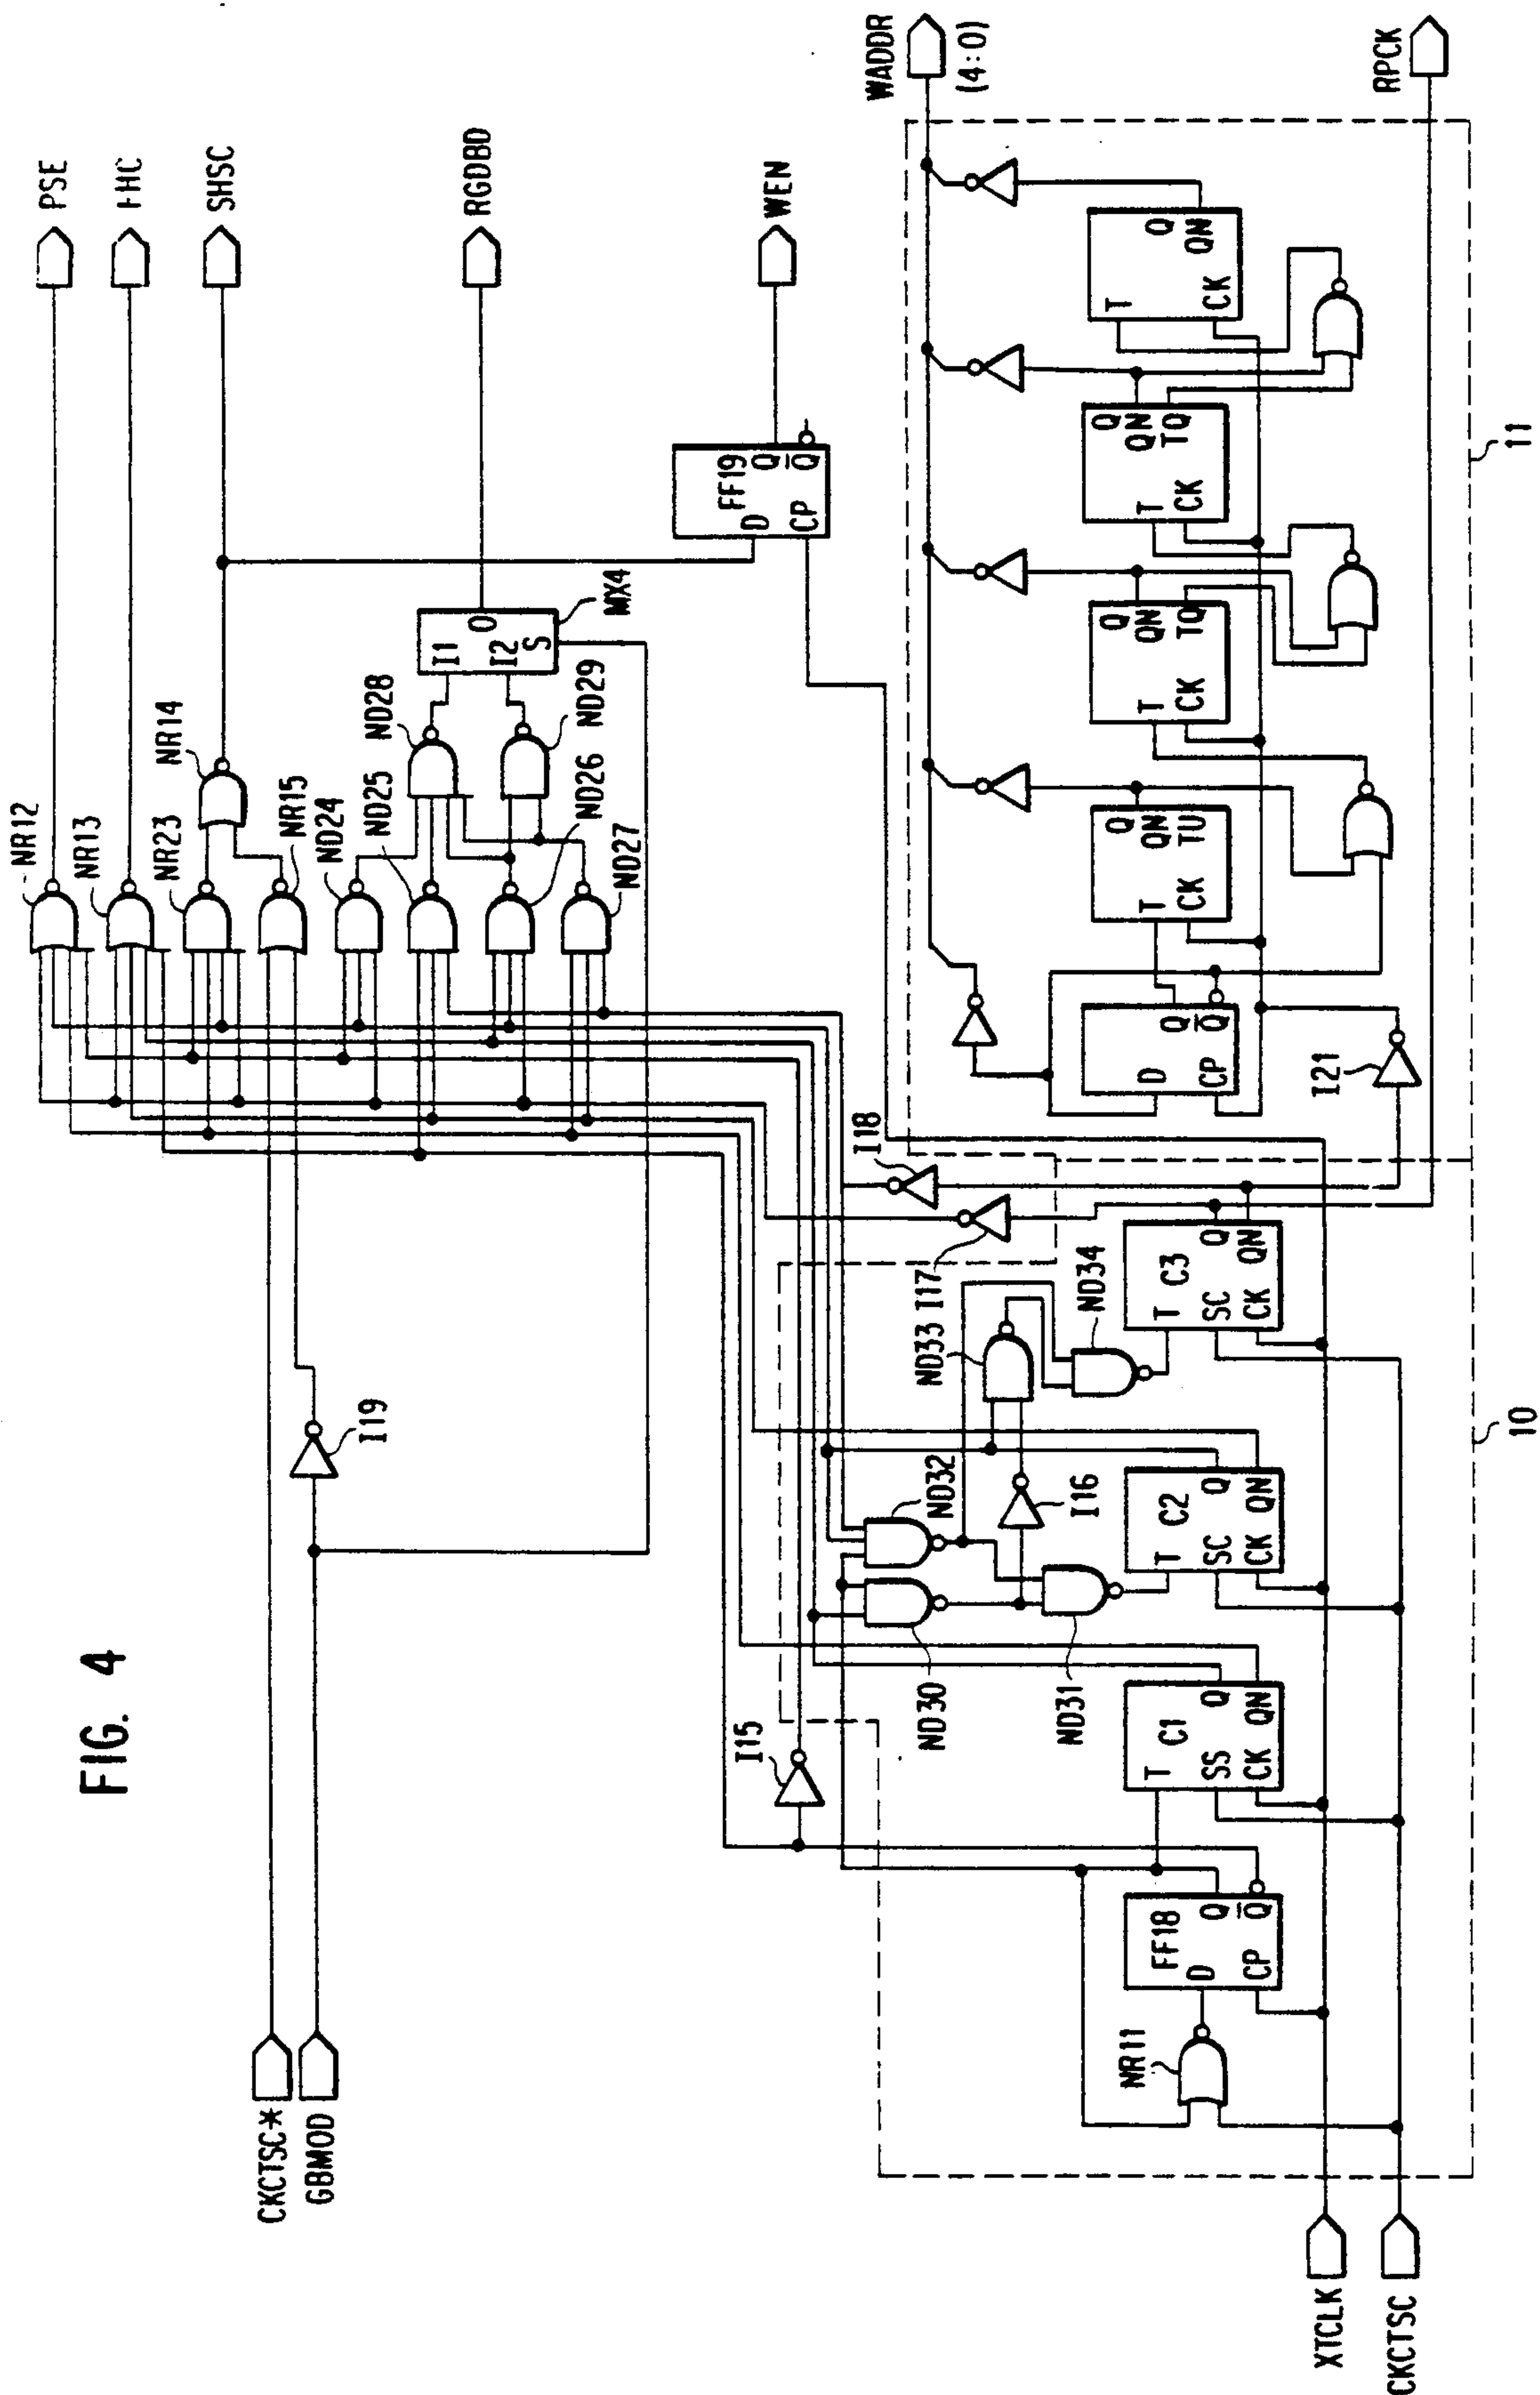 FIG. 4
CKCTSC*
GBMOD
XTCLK
CKCTSC
PSE
FHC
SHSC
RGDBD
WEN
WADDR
(4:0)
RPCK
NR12
NR13
NR23
NR14
NR15
ND24
ND25
ND28
ND26
ND29
ND27
I1
I2
O
S
MX4
I19
FF19
D
Q
Q
CP
I15
I18
I17
ND30
ND31
ND32
I16
ND33
ND34
NR11
FF18
D
Q
Q
CP
T
C1
SS
CK
Q
QN
T
C2
SC
CK
Q
QN
T
C3
SC
CK
Q
QN
10
I21
D
Q
Q
CP
T
CK
Q
QN
TU
T
CK
Q
QN
TQ
T
CK
Q
QN
TQ
T
CK
Q
QN
11